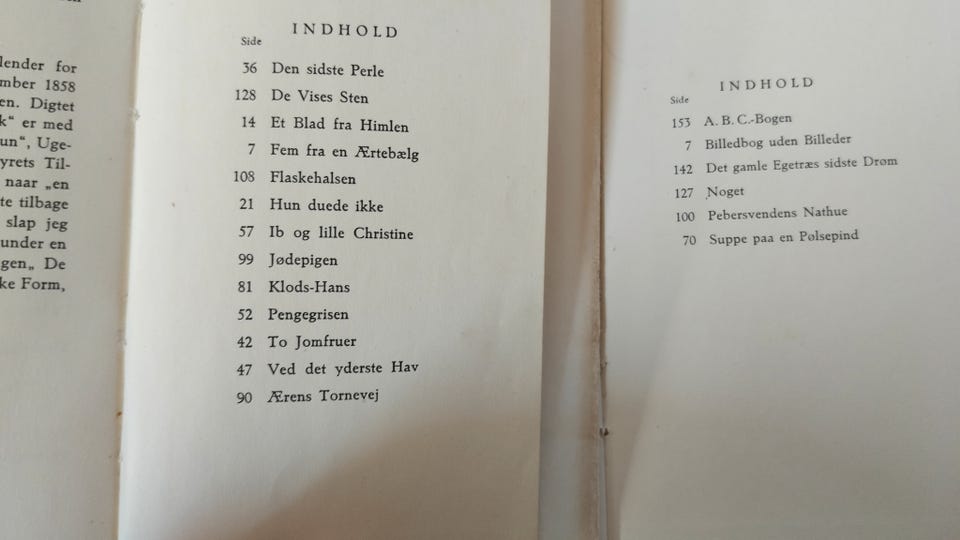 lender for
mber 1858
en. Digtet
k“ er med
un“, Uge-
yrets Til-
naar „en
te tilbage
slap jeg
under en
gen„ De
ke Form,
INDHOLD
Side
36 Den sidste Perle
128 De Vises Sten
14 Et Blad fra Himlen
7 Fem fra en Ærtebælg
108 Flaskehalsen
21 Hun duede ikke
57 Ib og lille Christine
99 Jødepigen
81 Klods-Hans
52 Pengegrisen
42 To Jomfruer
47 Ved det yderste Hav
90 Ærens Tornevej
INDHOLD
Side
153 A. B. C.-Bogen
7 Billedbog uden Billeder
142 Det gamle Egetræs sidste Drøm
127 Noget
100 Pebersvendens Nathue
70 Suppe paa en Pølsepind